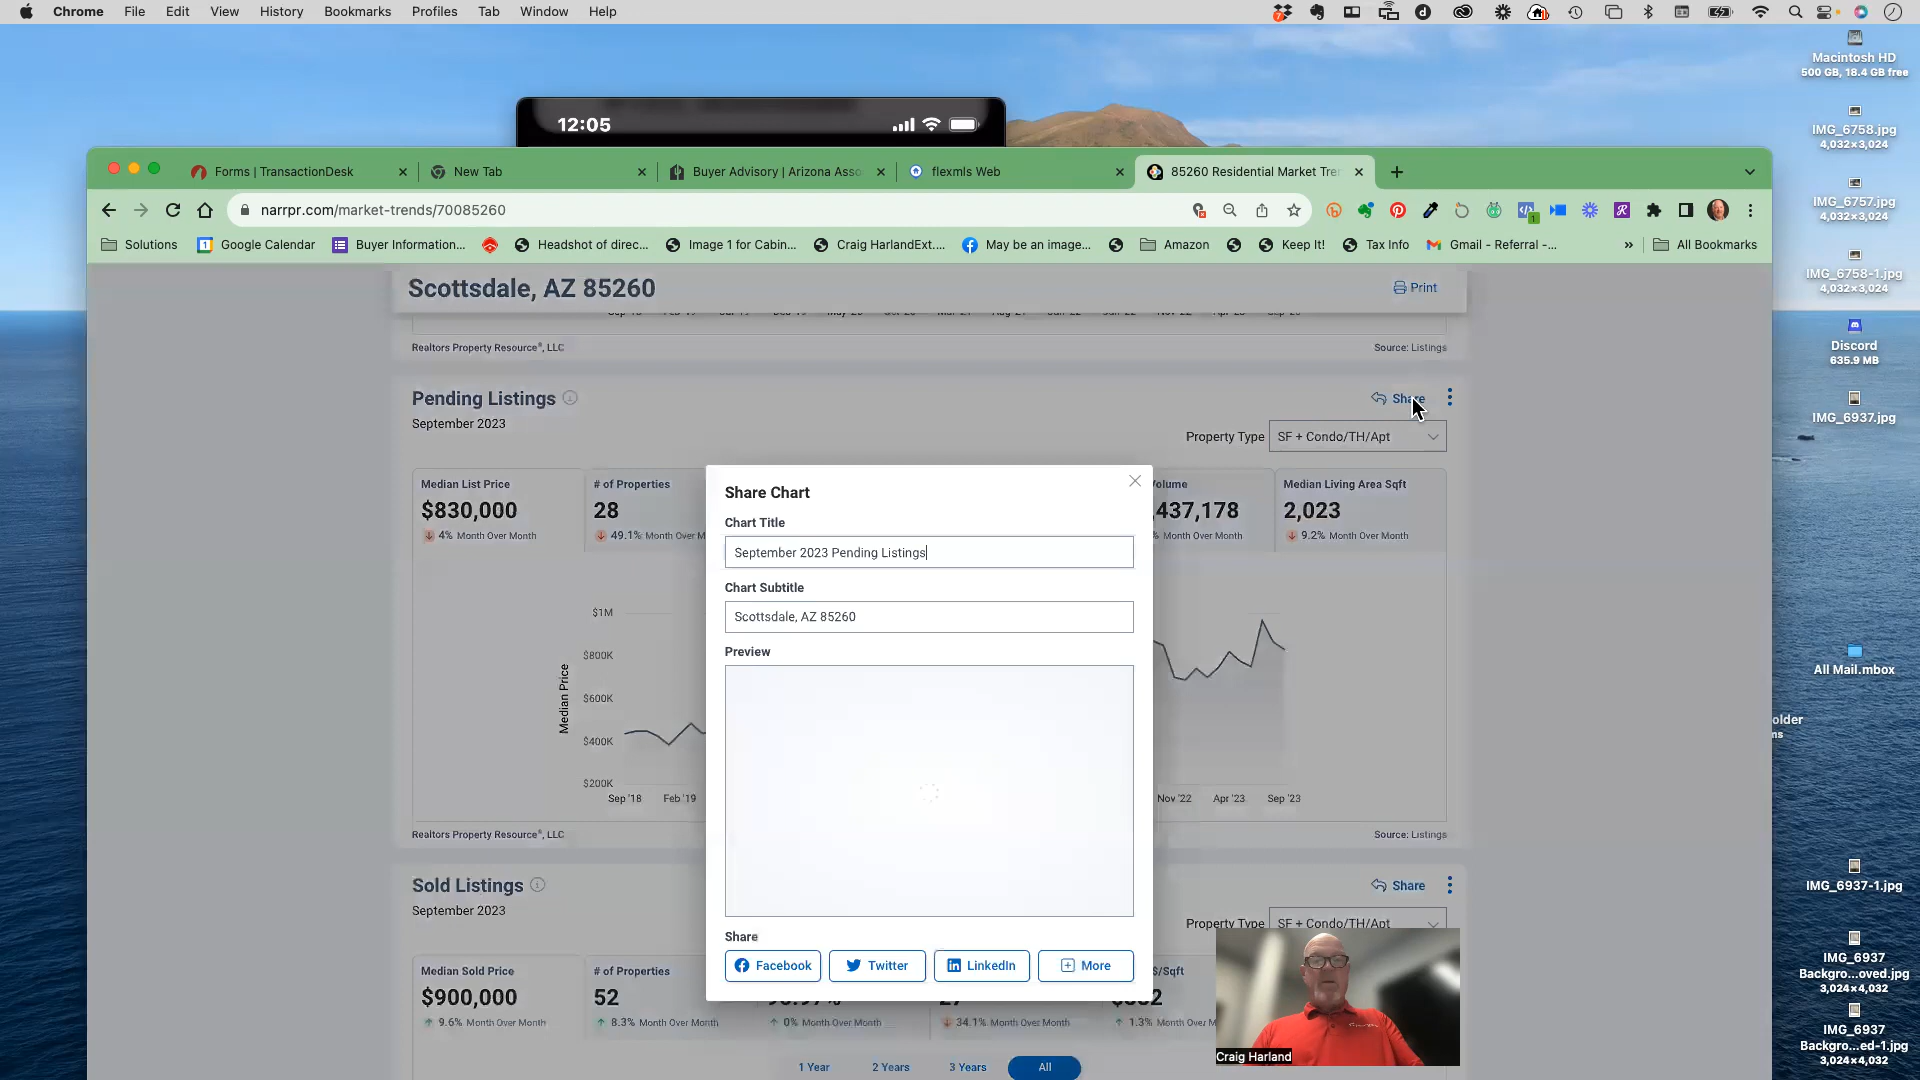 Chrome File Edit View History Bookmarks Profiles Tab Window Help
Macintosh HD
500 GB, 18.4 GB free
IMG_6758.jpg
4,032×3,024
12:05
Forms | TransactionDesk
New Tab
Buyer Advisory | Arizona Asso
flexmls Web
85260 Residential Market Tre
IMG_6757.jpg
4,032×3,024
narrpr.com/market-trends/70085260
1
Solutions
Google Calendar
Buyer Information...
Headshot of direc...
Image 1 for Cabin...
Craig HarlandExt....
May be an image...
Amazon
Keep It!
Tax Info
Gmail - Referral -...
»
All Bookmarks
IMG_6758-1.jpg
4,032×3,024
Scottsdale, AZ 85260
Print
Realtors Property Resource®, LLC
Source: Listings
Discord
635.9 MB
Pending Listings
September 2023
Share
Property Type
SF + Condo/TH/Apt
IMG_6937.jpg
Median List Price
$830,000
4% Month Over Month
# of Properties
28
49.1% Month Over M
olume
,437,178
% Month Over Month
Median Living Area Sqft
2,023
9.2% Month Over Month
Share Chart
Chart Title
September 2023 Pending Listings
Chart Subtitle
Scottsdale, AZ 85260
Preview
Median Price
$1M
$800K
$600K
$400K
$200K
Sep '18
Feb '19
Nov '22
Apr '23
Sep '23
All Mail.mbox
older
ms
Realtors Property Resource®, LLC
Source: Listings
Sold Listings
September 2023
Share
Property Type
SF + Condo/TH/Apt
IMG_6937-1.jpg
Share
Facebook
Twitter
LinkedIn
More
Median Sold Price
$900,000
9.6% Month Over Month
# of Properties
52
8.3% Month Over Month
0% Month Over Month
34.1% Month Over Month
$/Sqft
1.3% Month Over M
IMG_6937
Backgro...oved.jpg
3,024×4,032
1 Year
2 Years
3 Years
All
Craig Harland
IMG_6937
Backgro...ed-1.jpg
3,024×4,032